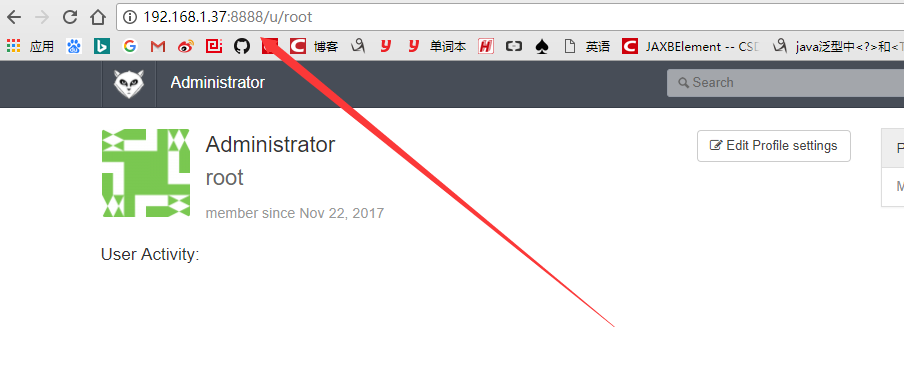 192.168.1.37:8888/u/root
应用 博客 单词本 英语 JAXBElement -- CSD java泛型中<?>和<T
Administrator Search
Administrator
Edit Profile settings
P
root
M
member since Nov 22, 2017
User Activity: